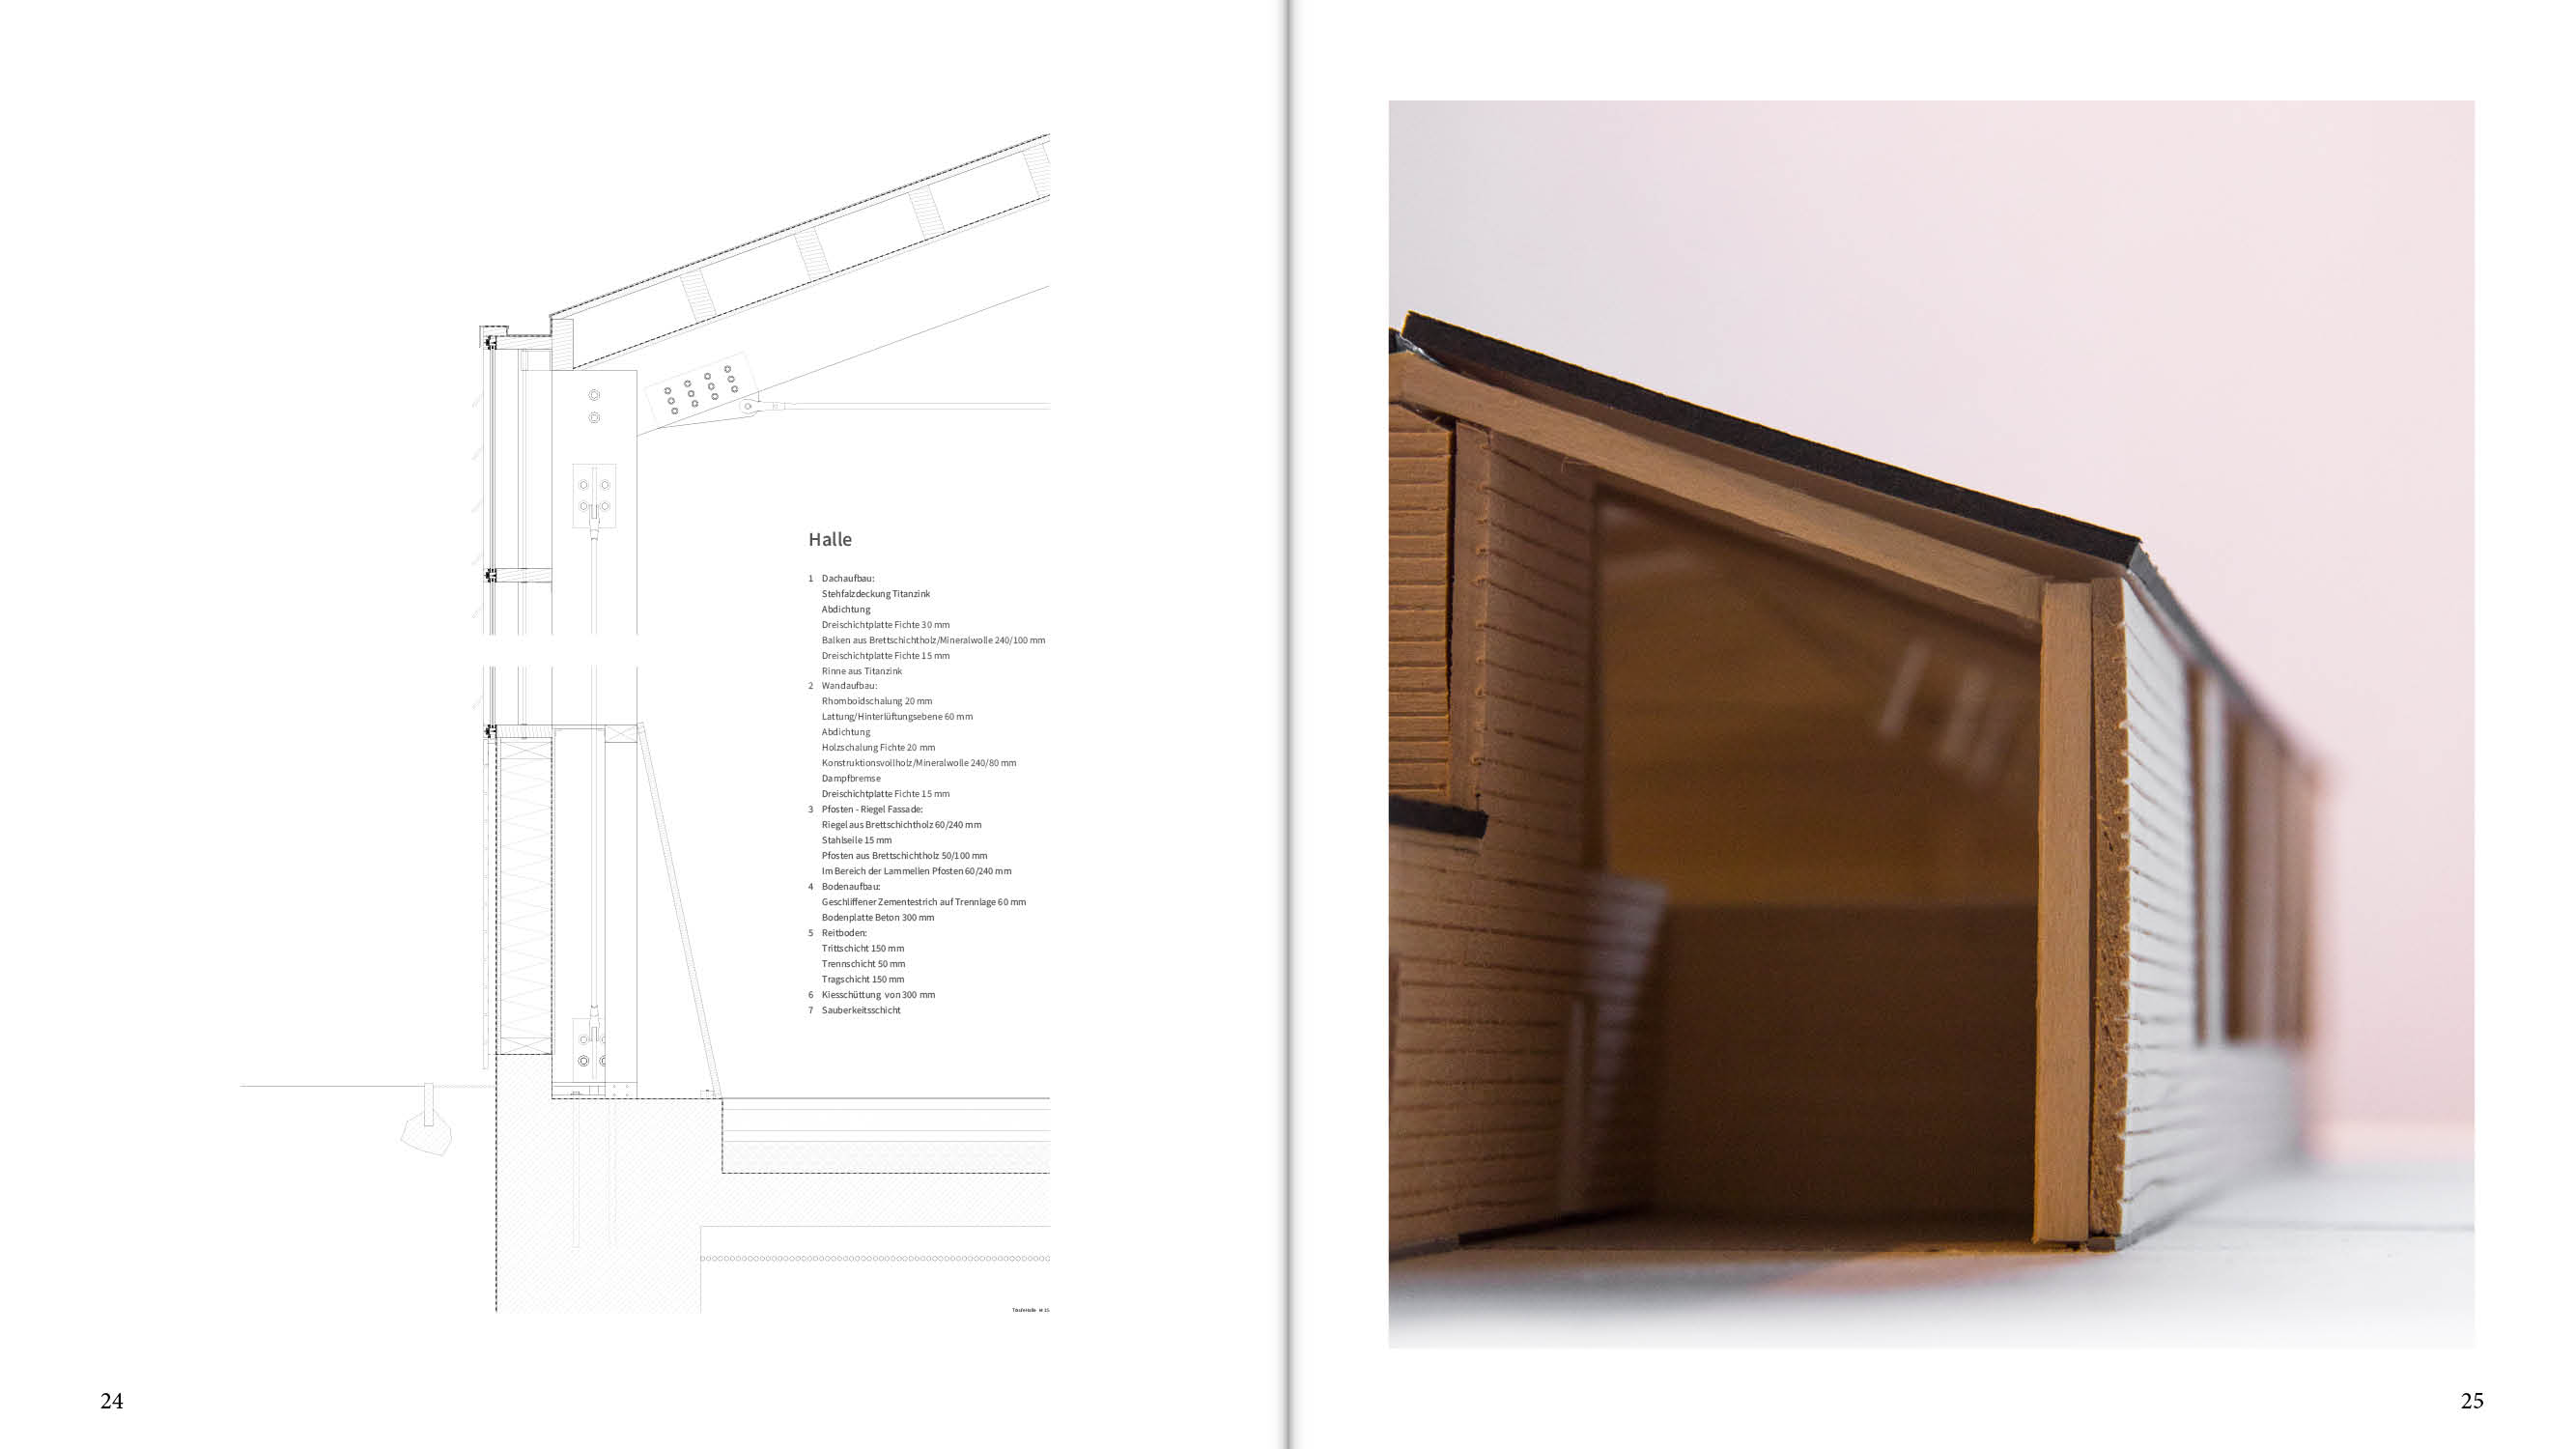 Halle
1 Dachaufbau:
Stehfalzdeckung Titanzink
Abdichtung
Dreischichtplatte Fichte 30 mm
Balken aus Brettschichtholz/Mineralwolle 240/100 mm
Dreischichtplatte Fichte 15 mm
Rinne aus Titanzink
2 Wandaufbau:
Rhomboidschalung 20 mm
Lattung/Hinterlüftungsebene 60 mm
Abdichtung
Holzschalung Fichte 20 mm
Konstruktionsvollholz/Mineralwolle 240/80 mm
Dampfbremse
Dreischichtplatte Fichte 15 mm
3 Pfosten - Riegel Fassade:
Riegel aus Brettschichtholz 60/240 mm
Stahlseile 15 mm
Pfosten aus Brettschichtholz 50/100 mm
Im Bereich der Lammellen Pfosten 60/240 mm
4 Bodenaufbau:
Geschliffener Zementestrich auf Trennlage 60 mm
Bodenplatte Beton 300 mm
5 Reitboden:
Trittschicht 150 mm
Trennschicht 50 mm
Tragschicht 150 mm
6 Kiesschüttung von 300 mm
7 Sauberkeitsschicht
24
25